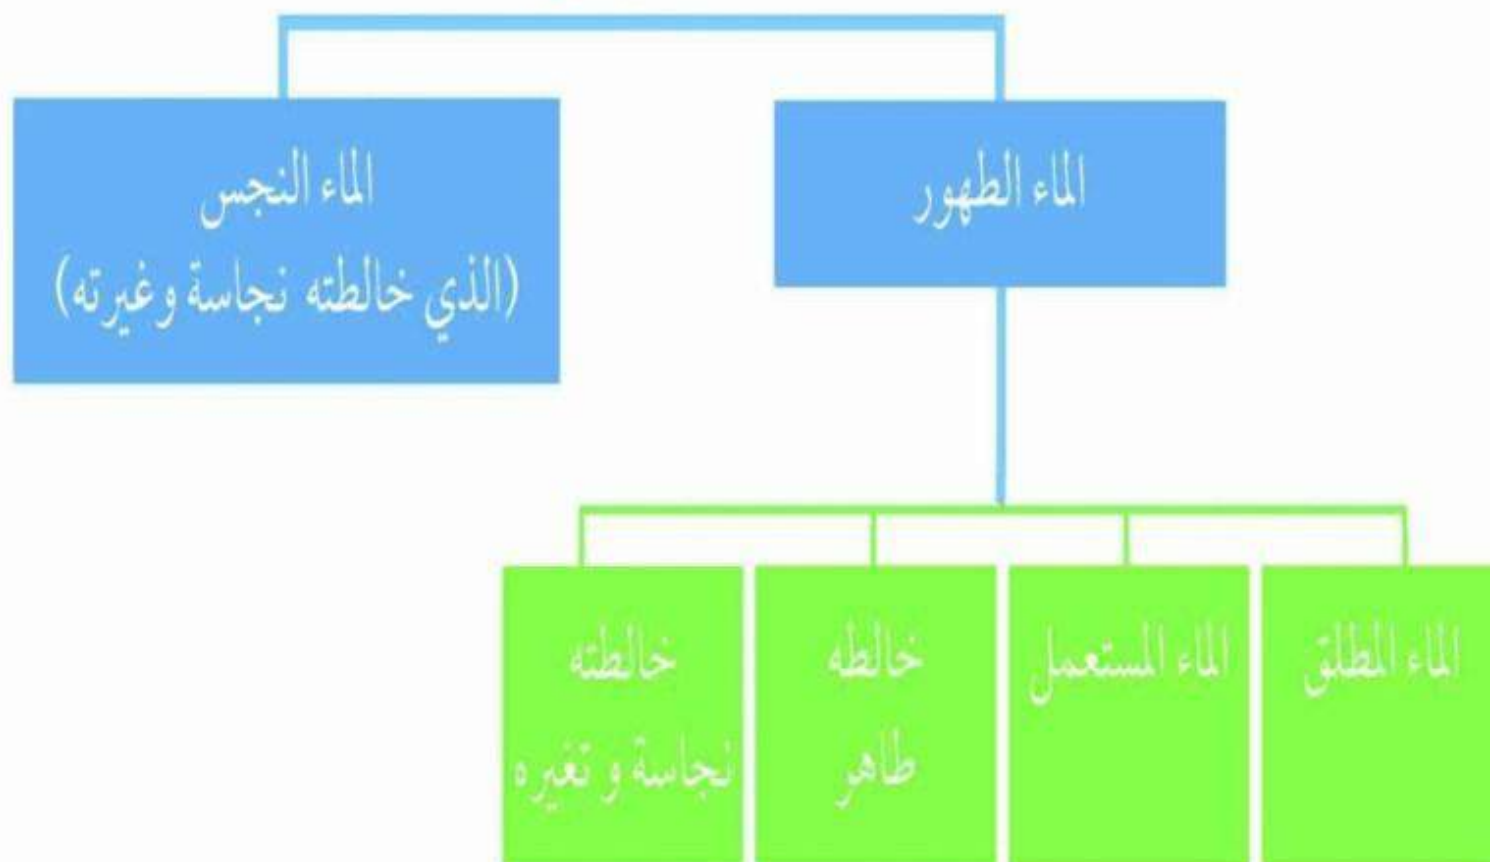 الماء الطهور
الماء النجس
(الذي خالطته نجاسة وغيرته)
الماء المطلق
الماء المستعمل
خالطه
طاهر
خالطته
نجاسة و تغيره